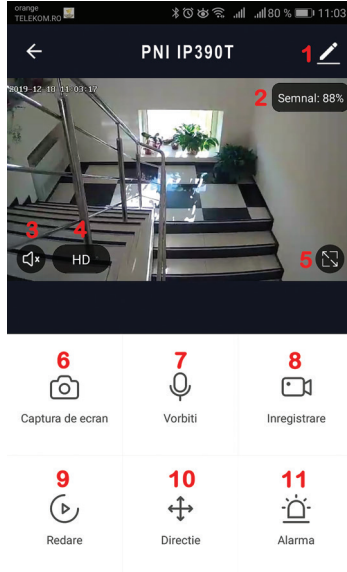 orange
TELEKOM.RO
80 % 11:03
PNI IP390T
1
2019-12-18 11:03:17
2
Semnal: 88%
3
4
HD
5
6
7
8
Captura de ecran
Vorbiti
Inregistrare
9
10
11
Redare
Directie
Alarma